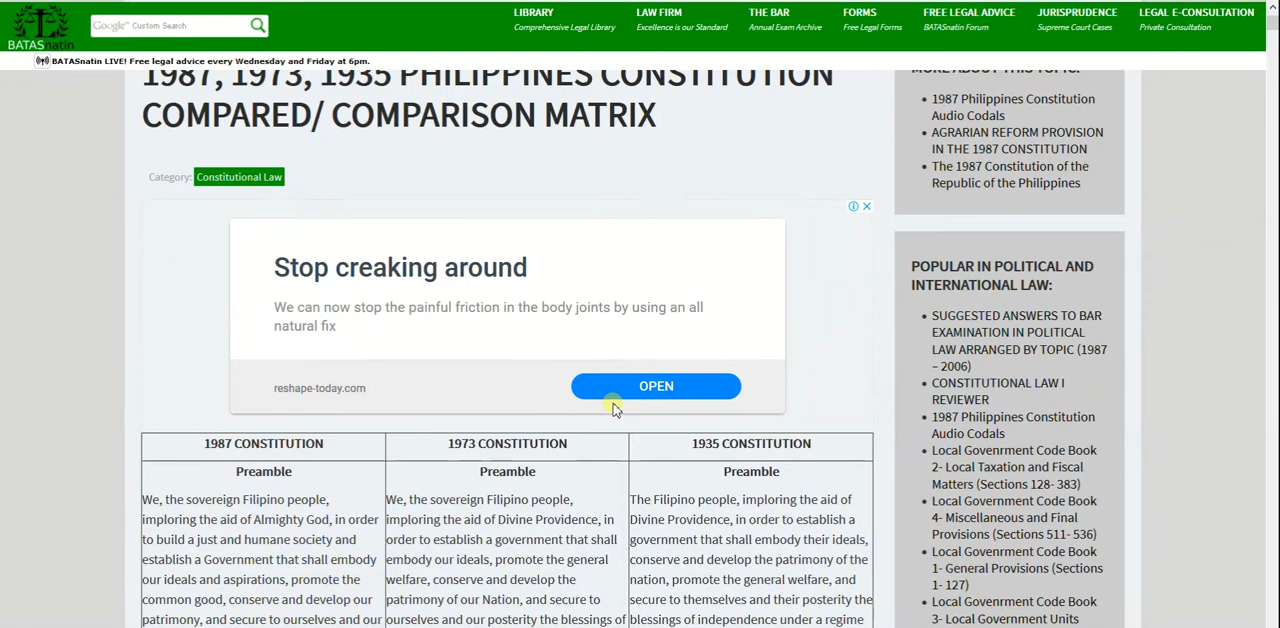 BATASnatin
Google Custom Search
LIBRARY
Comprehensive Legal Library
LAW FIRM
Excellence is our Standard
THE BAR
Annual Exam Archive
FORMS
Free Legal Forms
FREE LEGAL ADVICE
BATASnatin Forum
JURISPRUDENCE
Supreme Court Cases
LEGAL E-CONSULTATION
Private Consultation
BATASnatin LIVE! Free legal advice every Wednesday and Friday at 6pm.
1987, 1973, 1935 PHILIPPINES CONSTITUTION
COMPARED/ COMPARISON MATRIX
Category: Constitutional Law
Stop creaking around
We can now stop the painful friction in the body joints by using an all
natural fix
reshape-today.com
OPEN
1987 CONSTITUTION
Preamble
We, the sovereign Filipino people,
imploring the aid of Almighty God, in order
to build a just and humane society and
establish a Government that shall embody
our ideals and aspirations, promote the
common good, conserve and develop our
patrimony, and secure to ourselves and our
1973 CONSTITUTION
Preamble
We, the sovereign Filipino people,
imploring the aid of Divine Providence, in
order to establish a government that shall
embody our ideals, promote the general
welfare, conserve and develop the
patrimony of our Nation, and secure to
ourselves and our posterity the blessings of
1935 CONSTITUTION
Preamble
The Filipino people, imploring the aid of
Divine Providence, in order to establish a
government that shall embody their ideals,
conserve and develop the patrimony of the
nation, promote the general welfare, and
secure to themselves and their posterity the
blessings of independence under a regime
MORE ABOUT THIS TOPIC:
1987 Philippines Constitution
Audio Codals
AGRARIAN REFORM PROVISION
IN THE 1987 CONSTITUTION
The 1987 Constitution of the
Republic of the Philippines
POPULAR IN POLITICAL AND
INTERNATIONAL LAW:
SUGGESTED ANSWERS TO BAR
EXAMINATION IN POLITICAL
LAW ARRANGED BY TOPIC (1987
– 2006)
CONSTITUTIONAL LAW I
REVIEWER
1987 Philippines Constitution
Audio Codals
Local Govenrment Code Book
2- Local Taxation and Fiscal
Matters (Sections 128- 383)
Local Govenrment Code Book
4- Miscellaneous and Final
Provisions (Sections 511- 536)
Local Govenrment Code Book
1- General Provisions (Sections
1- 127)
Local Govenrment Code Book
3- Local Government Units